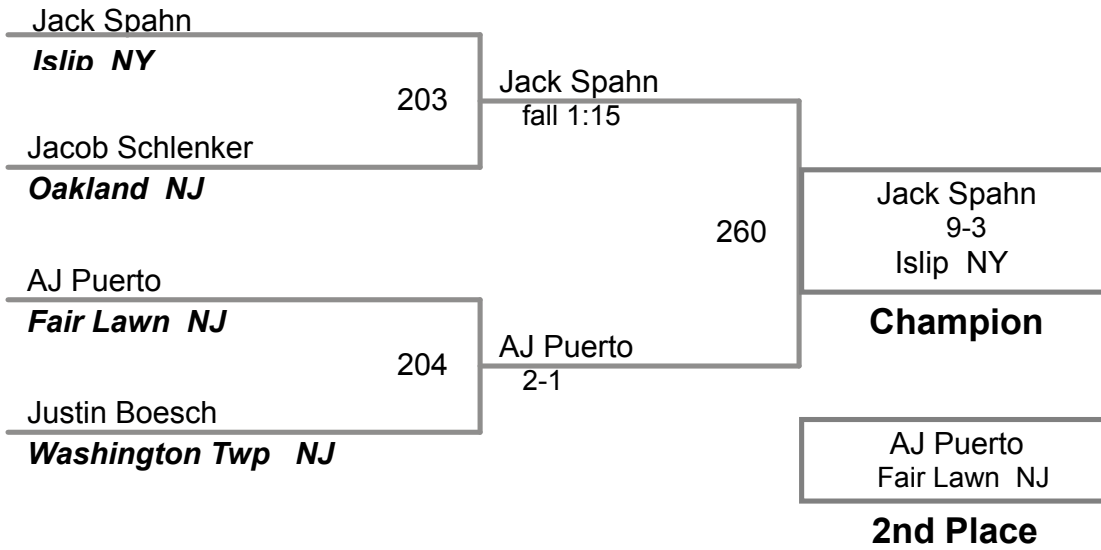 Jack Spahn
Islip NY
203
Jack Spahn
fall 1:15
Jacob Schlenker
Oakland NJ
260
Jack Spahn
9-3
Islip NY
Champion
AJ Puerto
Fair Lawn NJ
204
AJ Puerto
2-1
Justin Boesch
Washington Twp NJ
AJ Puerto
Fair Lawn NJ
2nd Place